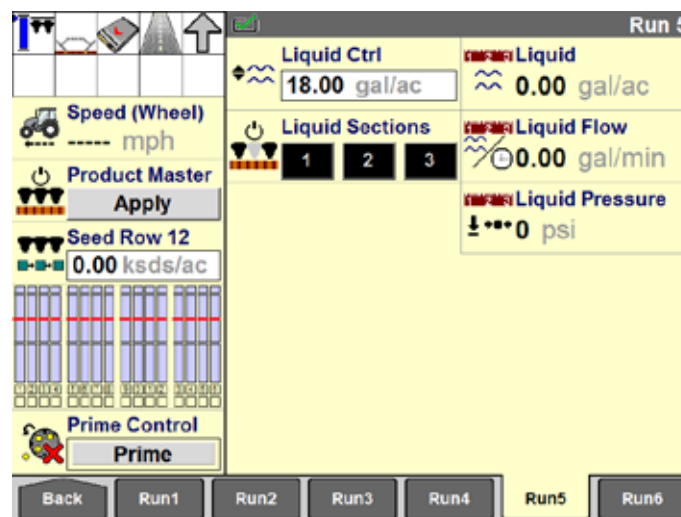 Run 5
Speed (Wheel)
----- mph
Product Master
Apply
Seed Row 12
0.00 ksds/ac
Prime Control
Prime
Liquid Ctrl
18.00 gal/ac
Liquid Sections
1 2 3
Liquid
0.00 gal/ac
Liquid Flow
0.00 gal/min
Liquid Pressure
0 psi
Back Run1 Run2 Run3 Run4 Run5 Run6